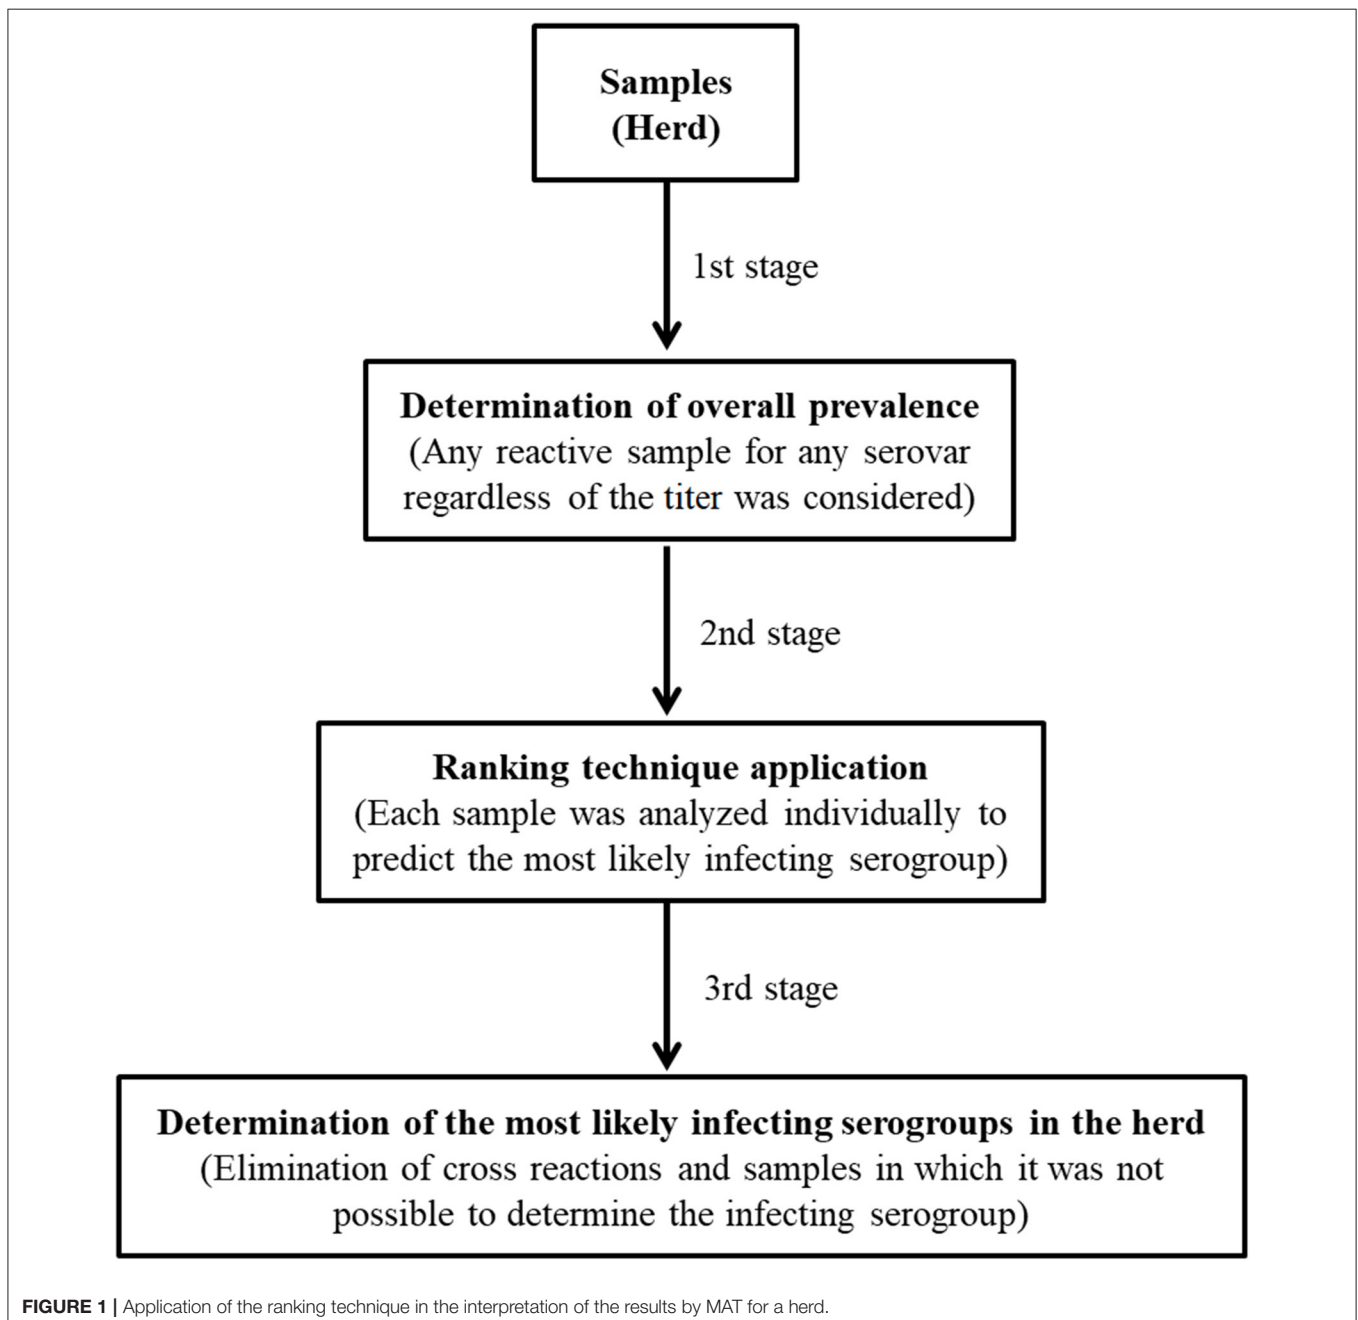 Samples
(Herd)
1st stage
Determination of overall prevalence
(Any reactive sample for any serovar
regardless of the titer was considered)
2nd stage
Ranking technique application
(Each sample was analyzed individually to
predict the most likely infecting serogroup)
3rd stage
Determination of the most likely infecting serogroups in the herd
(Elimination of cross reactions and samples in which it was not
possible to determine the infecting serogroup)
FIGURE 1 | Application of the ranking technique in the interpretation of the results by MAT for a herd.